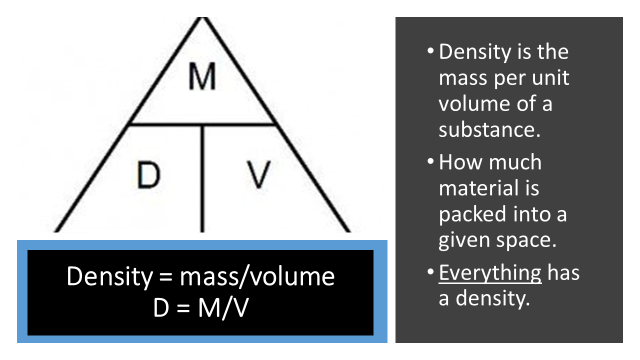 M
D V
Density = mass/volume
D = M/V
• Density is the
mass per unit
volume of a
substance.
• How much
material is
packed into a
given space.
• Everything has
a density.